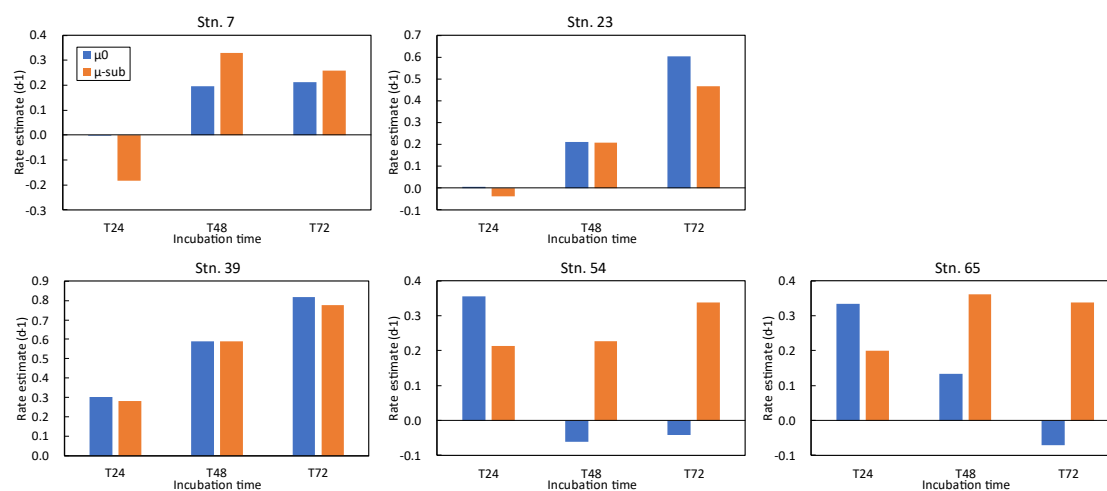 Stn. 7
Rate estimate (d-1)
0.4
0.3
0.2
0.1
0.0
-0.1
-0.2
-0.3
μ0
μ-sub
T24 T48 T72
Incubation time
Stn. 23
Rate estimate (d-1)
0.7
0.6
0.5
0.4
0.3
0.2
0.1
0.0
-0.1
T24 T48 T72
Incubation time
Stn. 39
Rate estimate (d-1)
0.9
0.8
0.7
0.6
0.5
0.4
0.3
0.2
0.1
0.0
T24 T48 T72
Incubation time
Stn. 54
Rate estimate (d-1)
0.4
0.3
0.2
0.1
0.0
-0.1
T24 T48 T72
Incubation time
Stn. 65
Rate estimate (d-1)
0.4
0.3
0.2
0.1
0.0
-0.1
T24 T48 T72
Incubation time